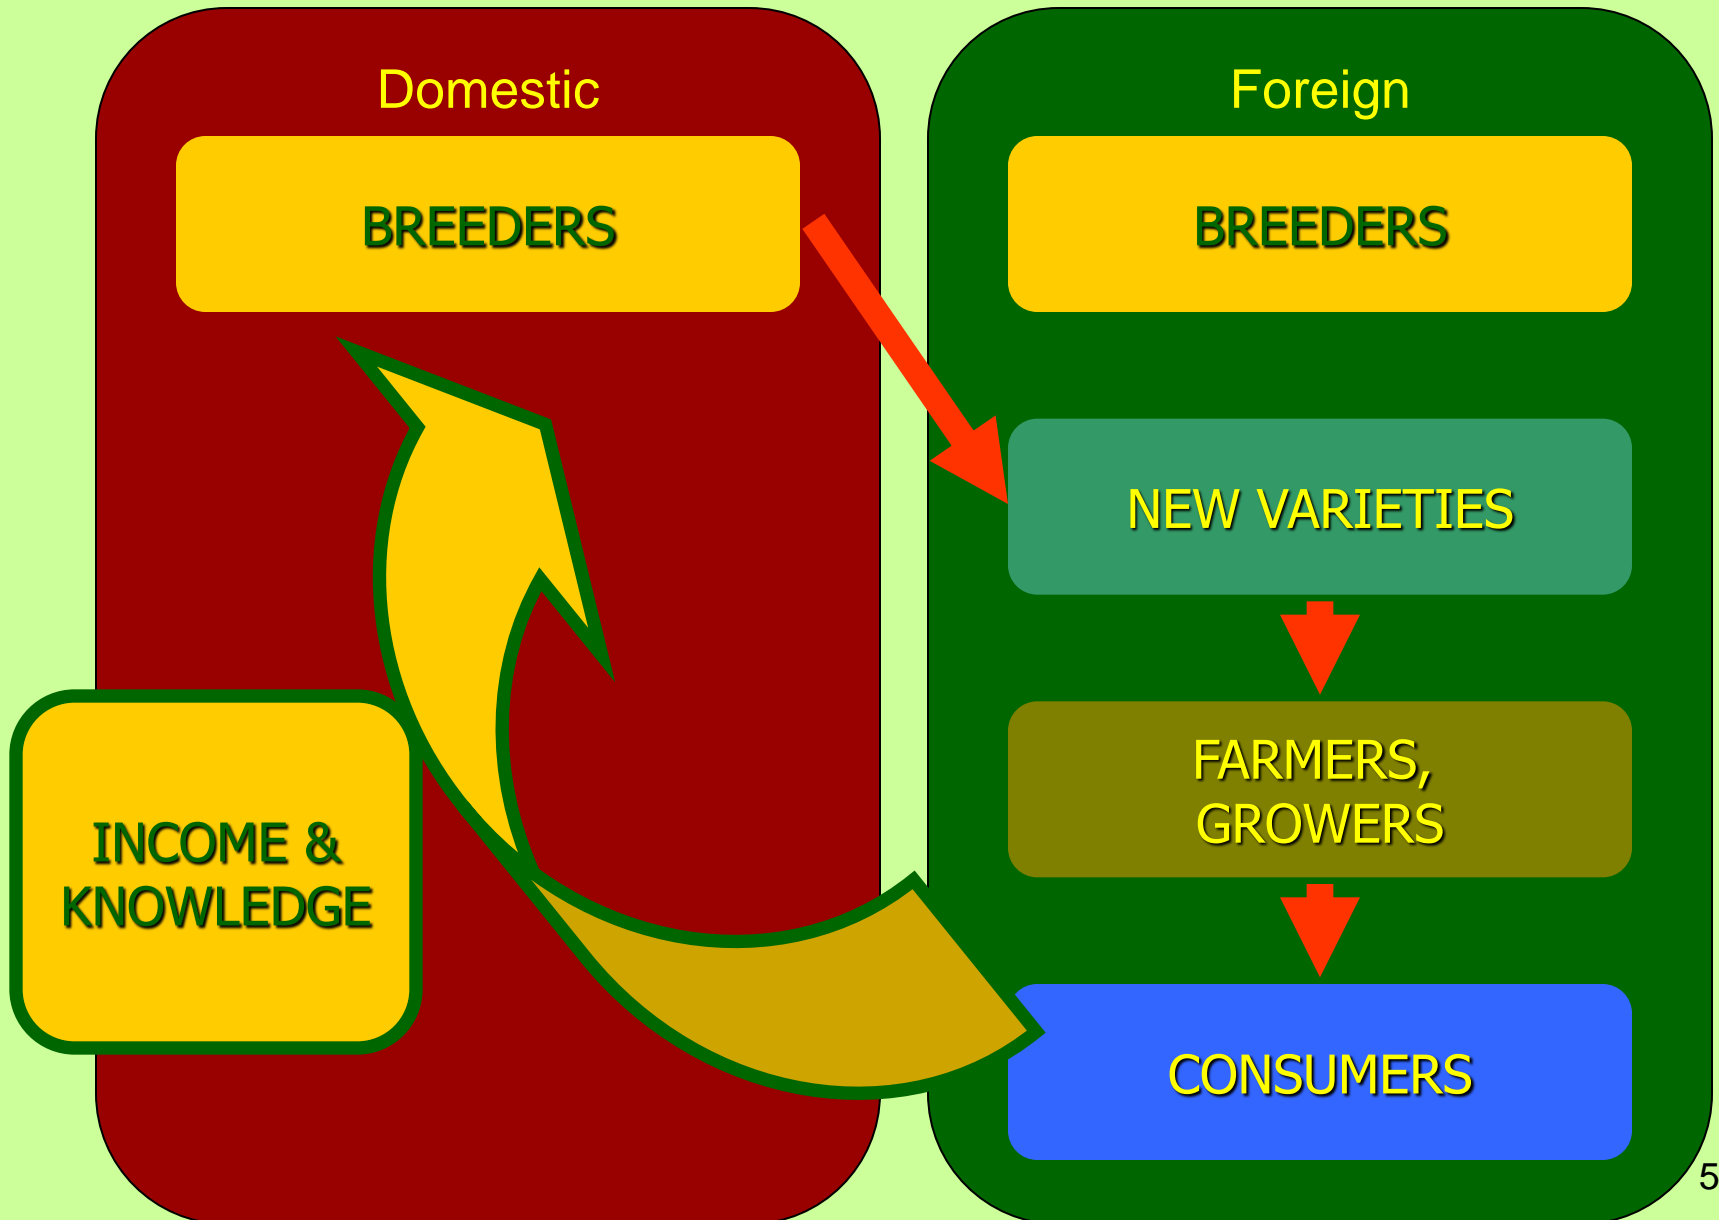 Domestic
BREEDERS
INCOME &
KNOWLEDGE
Foreign
BREEDERS
NEW VARIETIES
FARMERS,
GROWERS
CONSUMERS
5